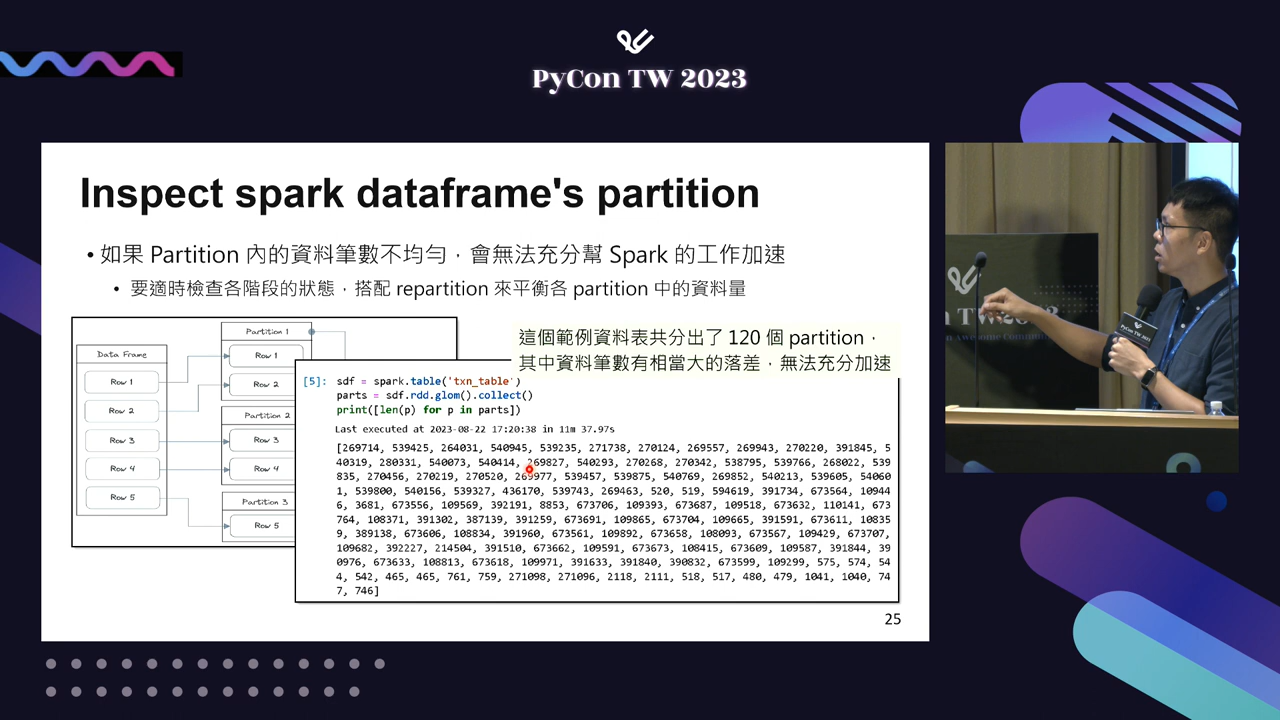 PyCon TW 2023
Inspect spark dataframe's partition
• 如果 Partition 內的資料筆數不均勻，會無法充分幫 Spark 的工作加速
• 要適時檢查各階段的狀態，搭配 repartition 來平衡各 partition 中的資料量
Data Frame
Row 1
Row 2
Row 3
Row 4
Row 5
Partition 1
Row 1
Row 2
Partition 2
Row 3
Row 4
Partition 3
Row 5
這個範例資料表共分出了 120 個 partition，
其中資料筆數有相當大的落差，無法充分加速
[5]: sdf = spark.table('txn_table')
parts = sdf.rdd.glom().collect()
print([len(p) for p in parts])
Last executed at 2023-08-22 17:20:38 in 11m 37.97s
[269714, 539425, 264031, 540945, 539235, 271738, 270124, 269557, 269943, 270220, 391845, 5
40319, 280331, 540073, 540414, 269827, 540293, 270268, 270342, 538795, 539766, 268022, 539
835, 270456, 270219, 270520, 269977, 539457, 539875, 540769, 269852, 540213, 539605, 54060
1, 539800, 540156, 539327, 436170, 539743, 269463, 520, 519, 594619, 391734, 673564, 10944
6, 3681, 673556, 109569, 392191, 8853, 673706, 109393, 673687, 109518, 673632, 110141, 673
764, 108371, 391302, 387139, 391259, 673691, 109865, 673704, 109665, 391591, 673611, 10835
9, 389138, 673606, 108834, 391960, 673561, 109892, 673658, 108093, 673567, 109429, 673707,
109682, 392227, 214504, 391510, 673662, 109591, 673673, 108415, 673609, 109587, 391844, 39
0976, 673633, 108813, 673618, 109971, 391633, 391840, 390832, 673599, 109299, 575, 574, 54
4, 542, 465, 465, 761, 759, 271098, 271096, 2118, 2111, 518, 517, 480, 479, 1041, 1040, 74
7, 746]
25
PyCon TW 2023